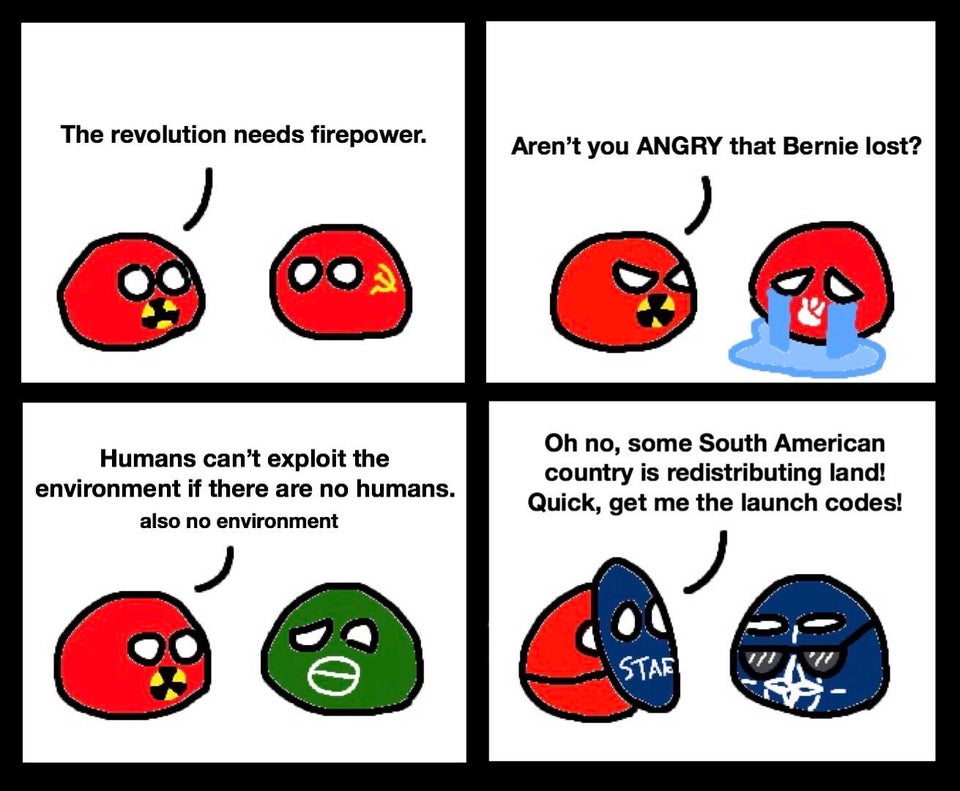 The revolution needs firepower.
Aren’t you ANGRY that Bernie lost?
Humans can’t exploit the
environment if there are no humans.
also no environment
Oh no, some South American
country is redistributing land!
Quick, get me the launch codes!
STAR